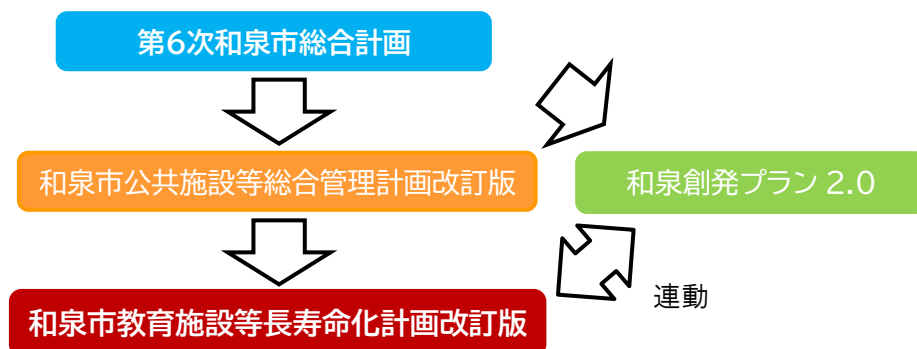 第6次和泉市総合計画
和泉市公共施設等総合管理計画改訂版
和泉創発プラン 2.0
連動
和泉市教育施設等長寿命化計画改訂版